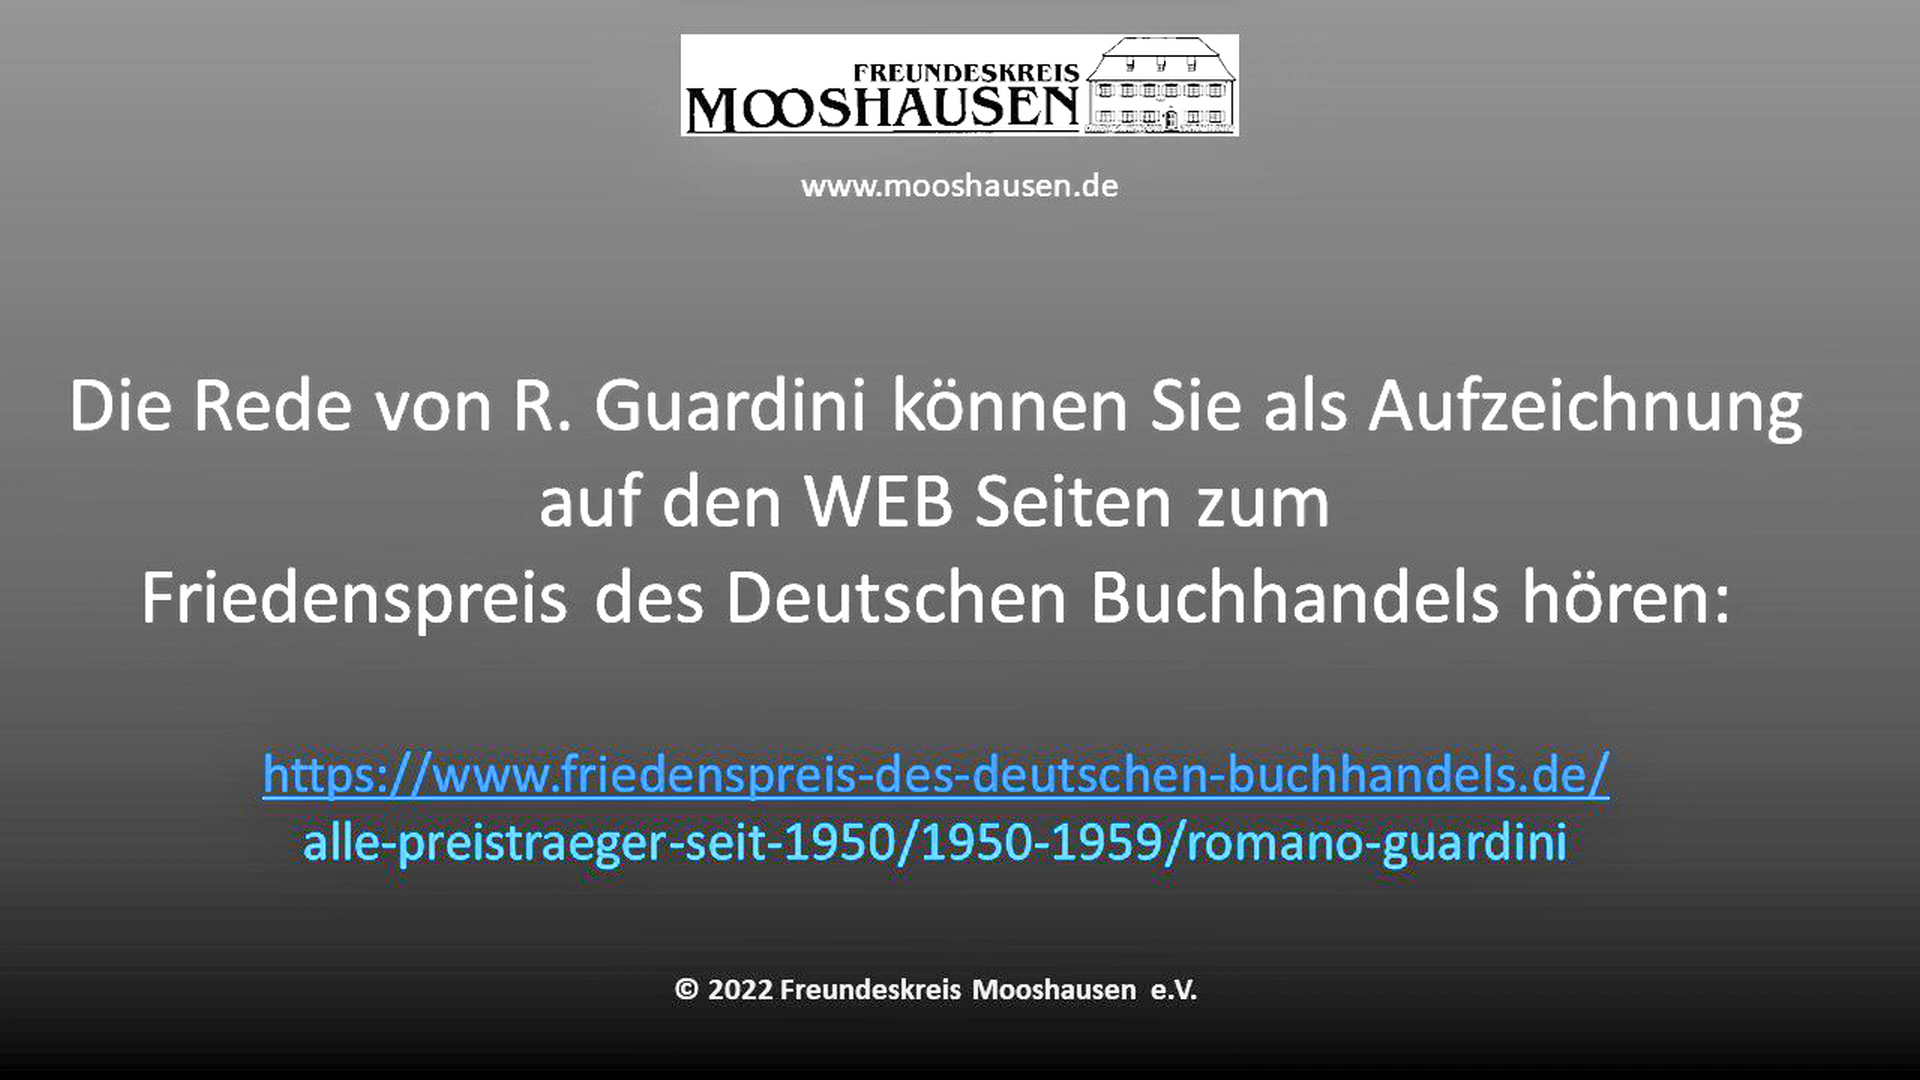 FREUNDESKREIS
MOOSHAUSEN
www.mooshausen.de
Die Rede von R. Guardini können Sie als Aufzeichnung
auf den WEB Seiten zum
Friedenspreis des Deutschen Buchhandels hören:
https://www.friedenspreis-des-deutschen-buchhandels.de/
alle-preistraeger-seit-1950/1950-1959/romano-guardini
© 2022 Freundeskreis Mooshausen e.V.